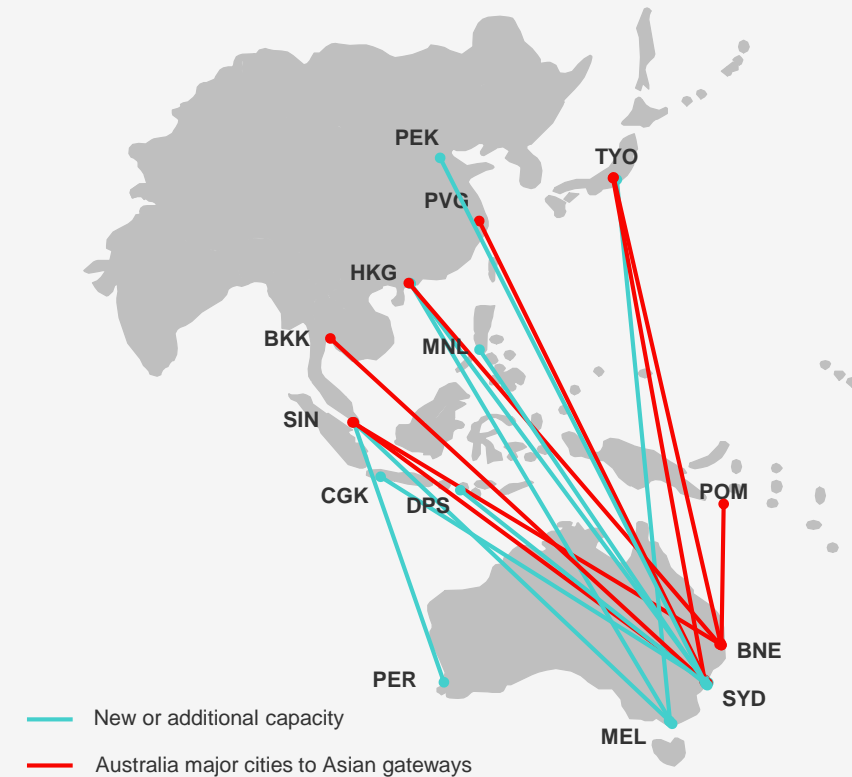 PEK
TYO
PVG
HKG
BKK
MNL
SIN
CGK
DPS
POM
BNE
PER
SYD
MEL
New or additional capacity
Australia major cities to Asian gateways